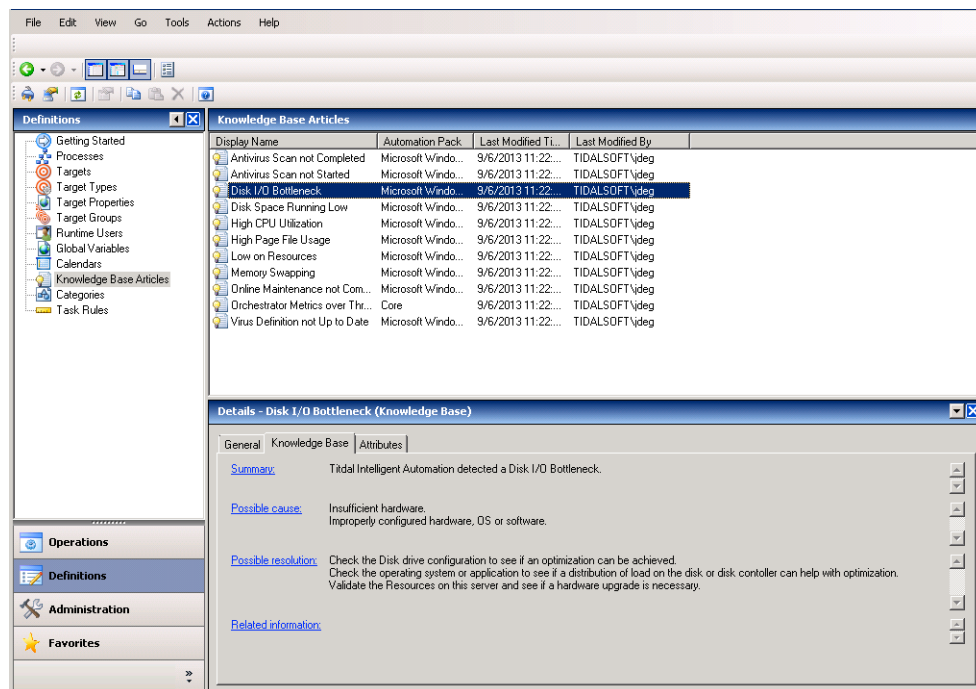 File Edit View Go Tools Actions Help
Definitions
Getting Started
Processes
Targets
Target Types
Target Properties
Target Groups
Runtime Users
Global Variables
Calendars
Knowledge Base Articles
Categories
Task Rules
Operations
Definitions
Administration
Favorites
»
Knowledge Base Articles
Display Name Automation Pack Last Modified Ti... Last Modified By
Antivirus Scan not Completed Microsoft Windo... 9/6/2013 11:22:... TIDALSOFT\jdeg
Antivirus Scan not Started Microsoft Windo... 9/6/2013 11:22:... TIDALSOFT\jdeg
Disk I/O Bottleneck Microsoft Windo... 9/6/2013 11:22:... TIDALSOFT\jdeg
Disk Space Running Low Microsoft Windo... 9/6/2013 11:22:... TIDALSOFT\jdeg
High CPU Utilization Microsoft Windo... 9/6/2013 11:22:... TIDALSOFT\jdeg
High Page File Usage Microsoft Windo... 9/6/2013 11:22:... TIDALSOFT\jdeg
Low on Resources Microsoft Windo... 9/6/2013 11:22:... TIDALSOFT\jdeg
Memory Swapping Microsoft Windo... 9/6/2013 11:22:... TIDALSOFT\jdeg
Online Maintenance not Com... Microsoft Windo... 9/6/2013 11:22:... TIDALSOFT\jdeg
Orchestrator Metrics over Thr... Core 9/6/2013 11:22:... TIDALSOFT\jdeg
Virus Definition not Up to Date Microsoft Windo... 9/6/2013 11:22:... TIDALSOFT\jdeg
Details - Disk I/O Bottleneck (Knowledge Base)
General Knowledge Base Attributes
Summary: Titdal Intelligent Automation detected a Disk I/O Bottleneck.
Possible cause: Insufficient hardware.
Improperly configured hardware, OS or software.
Possible resolution: Check the Disk drive configuration to see if an optimization can be achieved.
Check the operating system or application to see if a distribution of load on the disk or disk contoller can help with optimization.
Validate the Resources on this server and see if a hardware upgrade is necessary.
Related information: